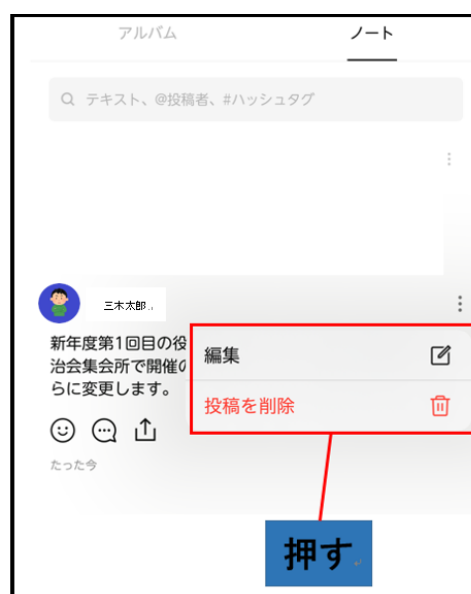 アルバム ノート
テキスト、@投稿者、#ハッシュタグ
三木太郎
新年度第1回目の役
治会集会所で開催の
らに変更します。
編集
投稿を削除
たった今
押す